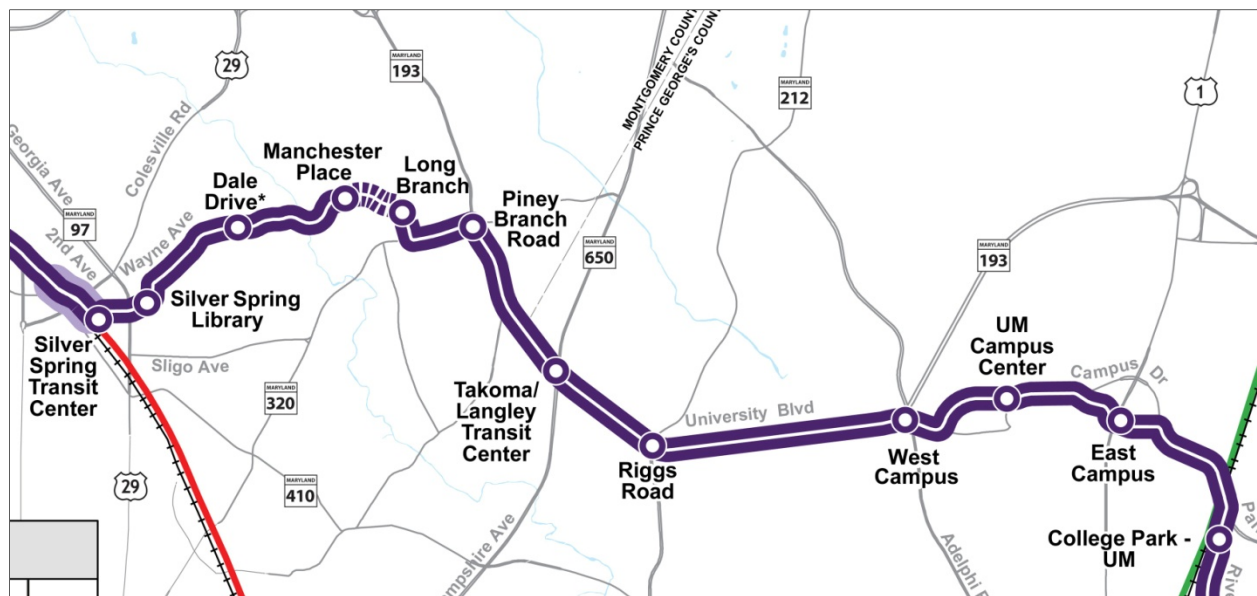 Georgia Ave
MARYLAND
97
2nd Ave
Colesville Rd
29
Wayne Ave
Dale
Drive*
Manchester
Place
Long
Branch
MARYLAND
193
Piney
Branch
Road
MONTGOMERY COUNTY
PRINCE GEORGE'S COUNTY
MARYLAND
212
1
MARYLAND
650
MARYLAND
193
Silver Spring
Library
Silver
Spring
Transit
Center
Sligo Ave
MARYLAND
320
29
MARYLAND
410
Takoma/
Langley
Transit
Center
Riggs
Road
University Blvd
West
Campus
UM
Campus
Center
Campus Dr
East
Campus
College Park -
UM
Adelphi